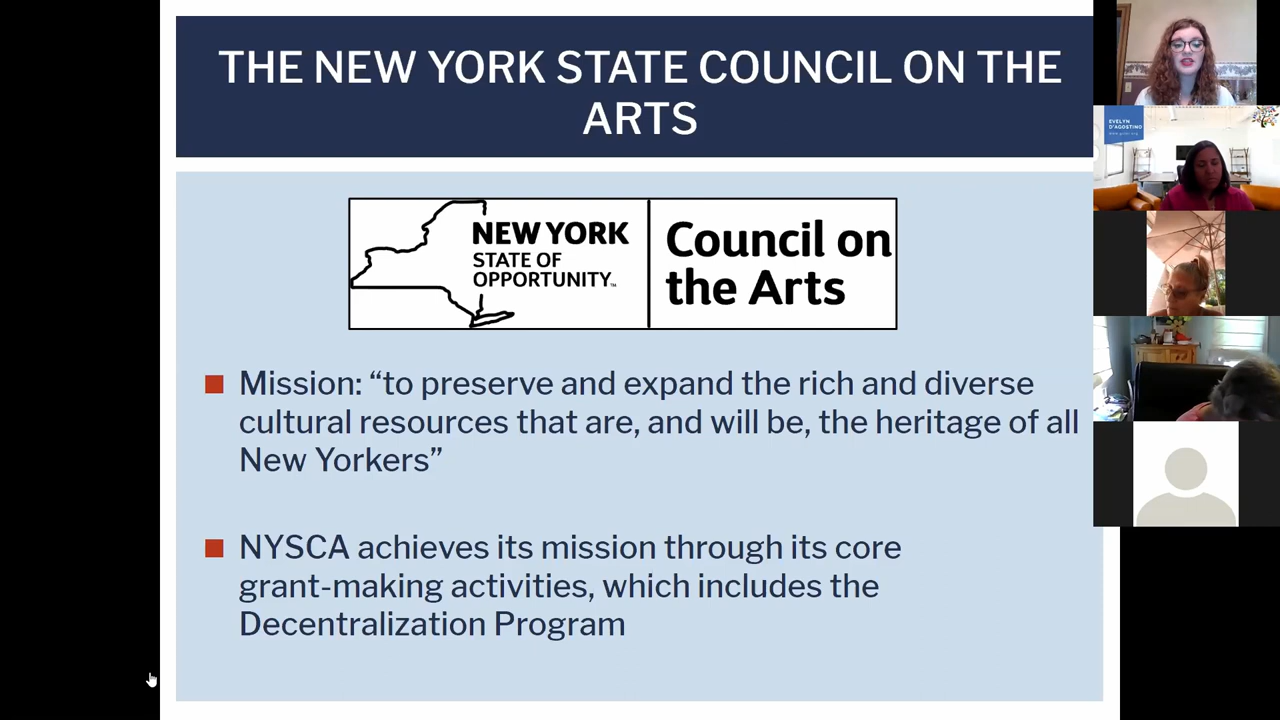 THE NEW YORK STATE COUNCIL ON THE
ARTS
NEW YORK
STATE OF
OPPORTUNITY™
Council on
the Arts
Mission: “to preserve and expand the rich and diverse
cultural resources that are, and will be, the heritage of all
New Yorkers”
NYSCA achieves its mission through its core
grant-making activities, which includes the
Decentralization Program
EVELYN
D'AGOSTINO